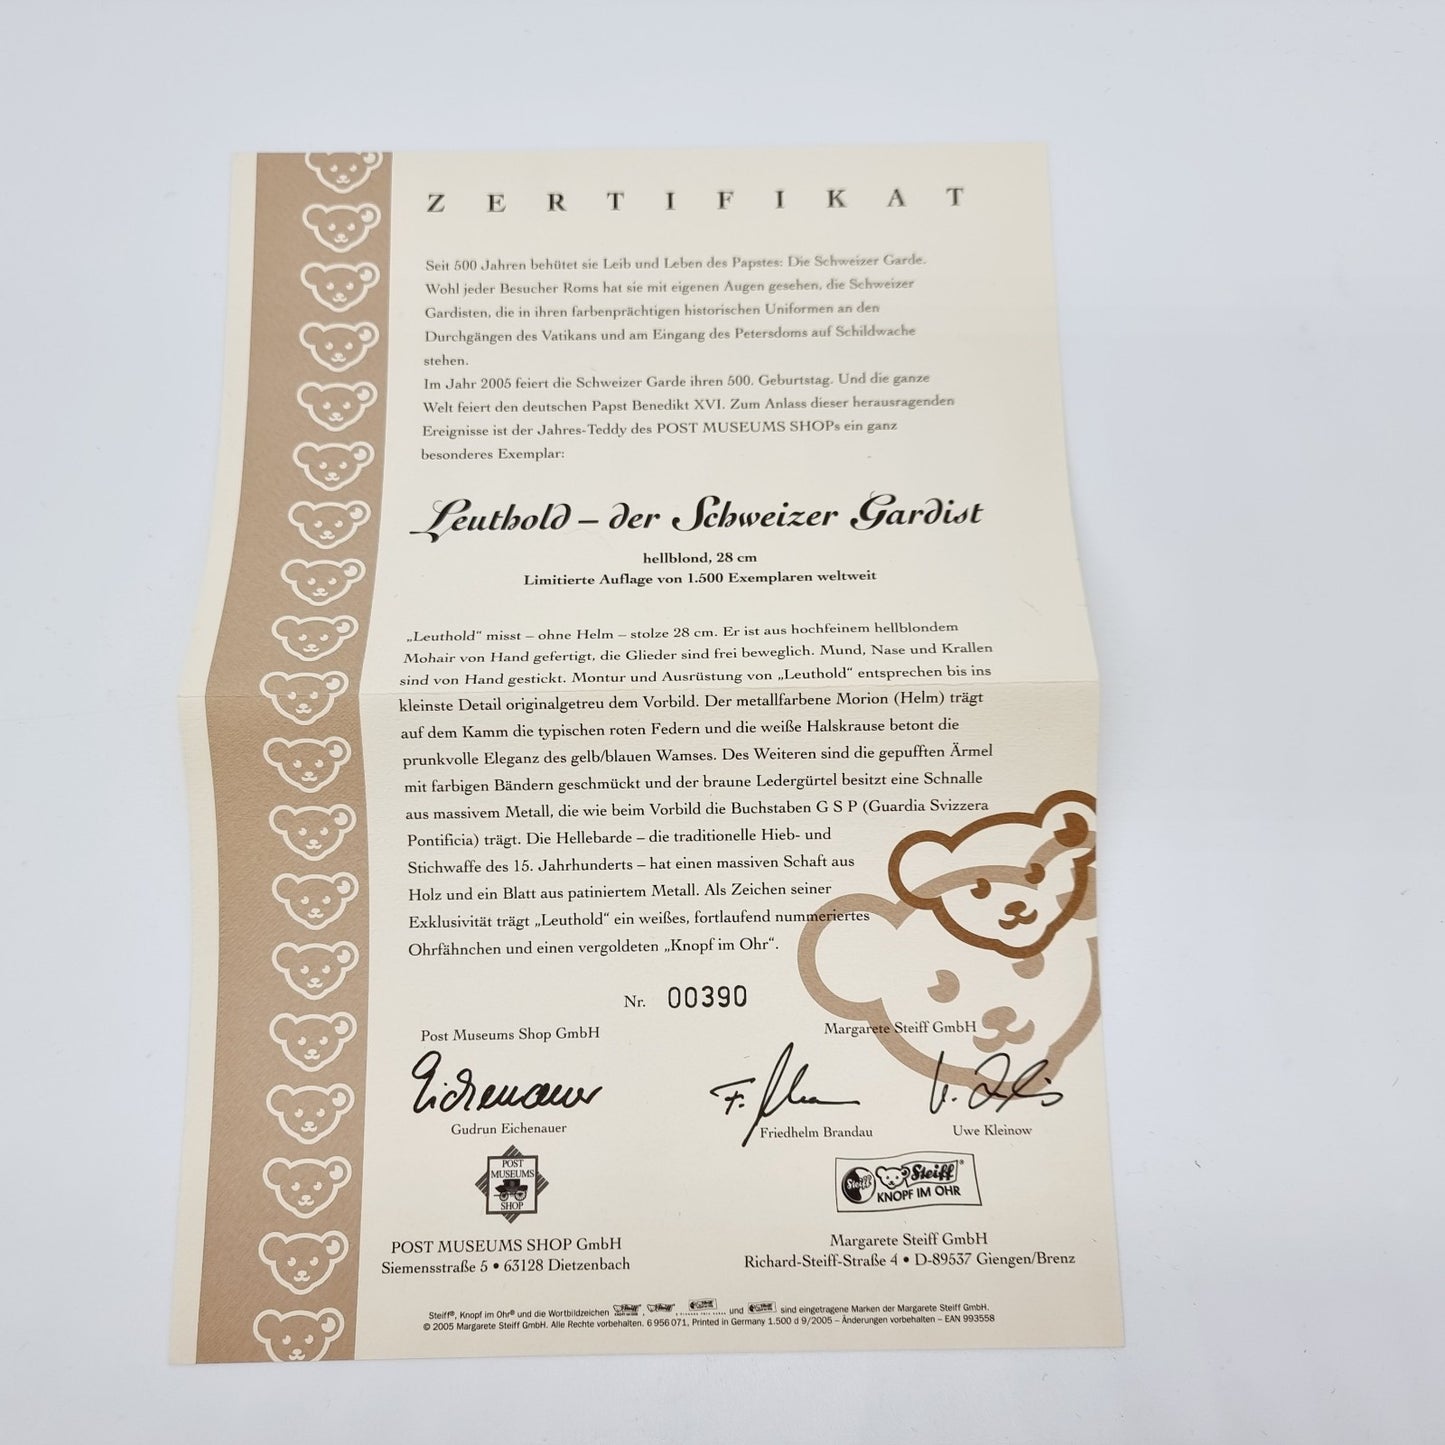 ZERTIFIKAT
Seit 500 Jahren behütet sie Leib und Leben des Papstes: Die Schweizer Garde.
Wohl jeder Besucher Roms hat sie mit eigenen Augen gesehen, die Schweizer
Gardisten, die in ihren farbenprächtigen historischen Uniformen an den
Durchgängen des Vatikans und am Eingang des Petersdoms auf Schildwache
stehen.
Im Jahr 2005 feiert die Schweizer Garde ihren 500. Geburtstag. Und die ganze
Welt feiert den deutschen Papst Benedikt XVI. Zum Anlass dieser herausragenden
Ereignisse ist der Jahres-Teddy des POST MUSEUMS SHOPs ein ganz
besonderes Exemplar:
Leuthold – der Schweizer Gardist
hellblond, 28 cm
Limitierte Auflage von 1.500 Exemplaren weltweit
„Leuthold“ misst – ohne Helm – stolze 28 cm. Er ist aus hochfeinem hellblondem
Mohair von Hand gefertigt, die Glieder sind frei beweglich. Mund, Nase und Krallen
sind von Hand gestickt. Montur und Ausrüstung von „Leuthold“ entsprechen bis ins
kleinste Detail originalgetreu dem Vorbild. Der metallfarbene Morion (Helm) trägt
auf dem Kamm die typischen roten Federn und die weiße Halskrause betont die
prunkvolle Eleganz des gelb/blauen Wamses. Des Weiteren sind die gepufften Ärmel
mit farbigen Bändern geschmückt und der braune Ledergürtel besitzt eine Schnalle
aus massivem Metall, die wie beim Vorbild die Buchstaben G S P (Guardia Svizzera
Pontificia) trägt. Die Hellebarde – die traditionelle Hieb- und
Stichwaffe des 15. Jahrhunderts – hat einen massiven Schaft aus
Holz und ein Blatt aus patiniertem Metall. Als Zeichen seiner
Exklusivität trägt „Leuthold“ ein weißes, fortlaufend nummeriertes
Ohrfähnchen und einen vergoldeten „Knopf im Ohr“.
Nr. 00390
Post Museums Shop GmbH
Margarete Steiff GmbH
Eichenauer
Gudrun Eichenauer
Friedhelm Brandau
Uwe Kleinow
POST
MUSEUMS
SHOP
Steiff Steiff®
KNOPF IM OHR
POST MUSEUMS SHOP GmbH
Siemensstraße 5 • 63128 Dietzenbach
Margarete Steiff GmbH
Richard-Steiff-Straße 4 • D-89537 Giengen/Brenz
Steiff®, Knopf im Ohr® und die Wortbildzeichen , , und sind eingetragene Marken der Margarete Steiff GmbH.
© 2005 Margarete Steiff GmbH. Alle Rechte vorbehalten. 6 956 071, Printed in Germany 1.500 d 9/2005 – Änderungen vorbehalten – EAN 993558